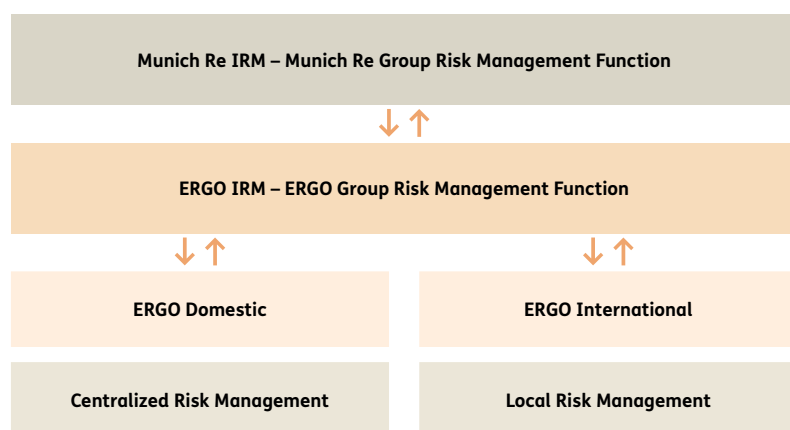 Munich Re IRM – Munich Re Group Risk Management Function
ERGO IRM – ERGO Group Risk Management Function
ERGO Domestic
ERGO International
Centralized Risk Management
Local Risk Management